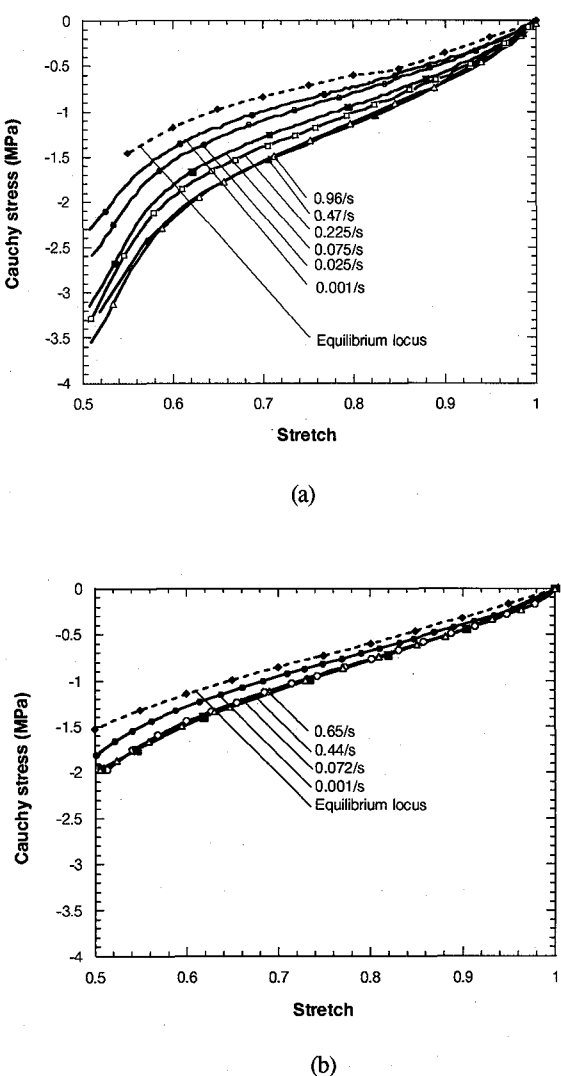 0
-0.5
-1
-1.5
-2
-2.5
-3
-3.5
-4
Cauchy stress (MPa)
0.96/s
0.47/s
0.225/s
0.075/s
0.025/s
0.001/s
Equilibrium locus
0.5 0.6 0.7 0.8 0.9 1
Stretch
(a)
0
-0.5
-1
-1.5
-2
-2.5
-3
-3.5
-4
Cauchy stress (MPa)
0.65/s
0.44/s
0.072/s
0.001/s
Equilibrium locus
0.5 0.6 0.7 0.8 0.9 1
Stretch
(b)